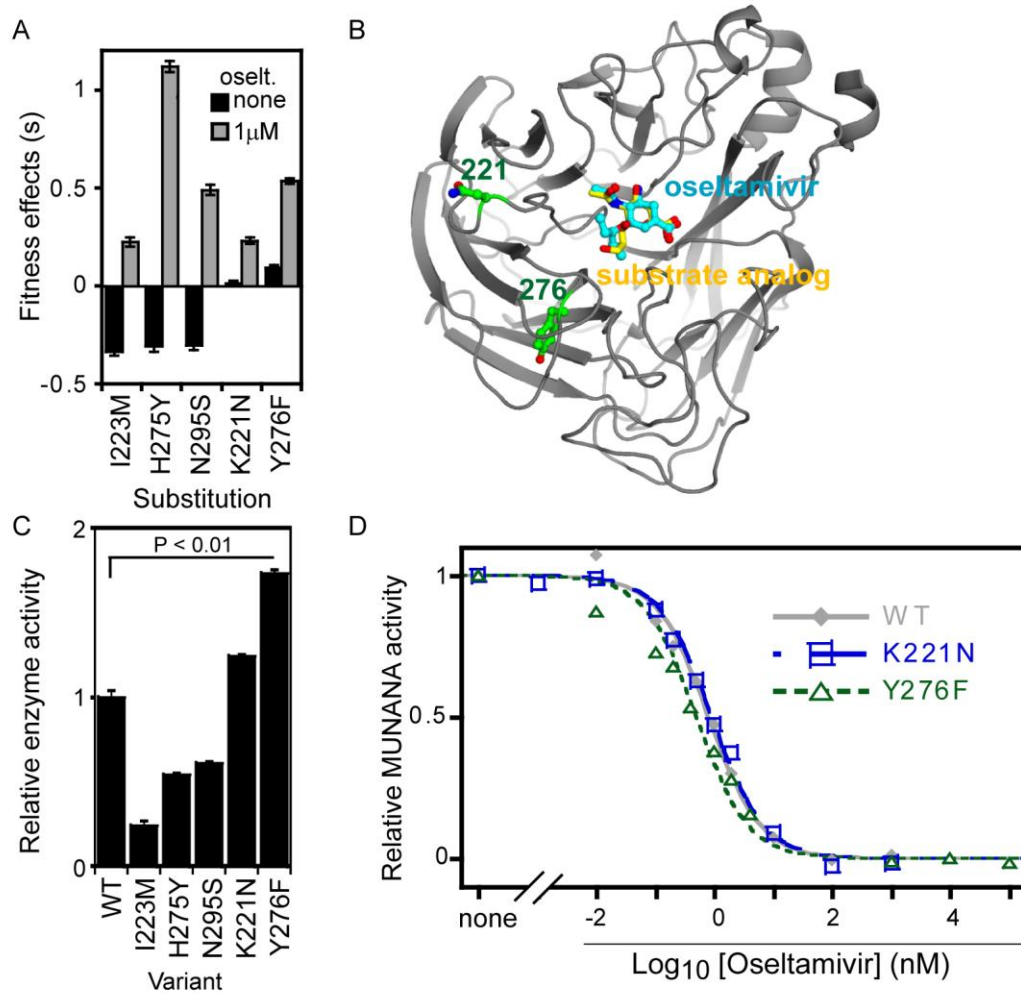 A
Fitness effects (s)
1
0.5
0
-0.5
oselt.
none
1μM
I223M
H275Y
N295S
K221N
Y276F
Substitution
B
221
276
oseltamivir
substrate analog
C
Relative enzyme activity
2
1
0
P < 0.01
WT
I223M
H275Y
N295S
K221N
Y276F
Variant
D
Relative MUNANA activity
1
0.5
0
WT
K221N
Y276F
none
-2
0
2
4
Log10 [Oseltamivir] (nM)